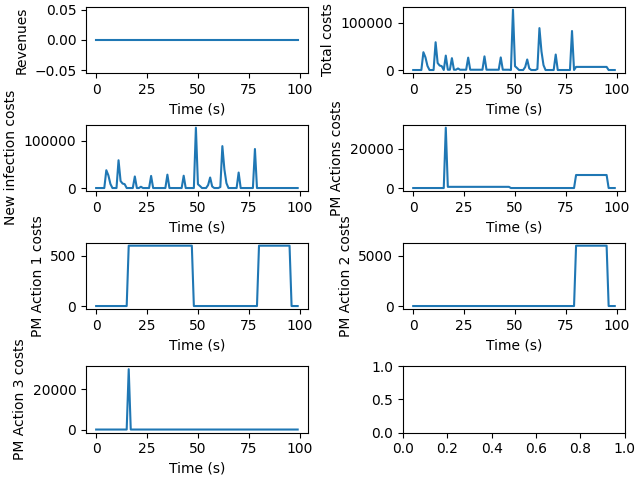 Revenues
0.05
0.00
−0.05
0 25 50 75 100
Time (s)
Total costs
100000
0
0 25 50 75 100
Time (s)
New infection costs
100000
0
0 25 50 75 100
Time (s)
PM Actions costs
20000
0
0 25 50 75 100
Time (s)
PM Action 1 costs
500
0
0 25 50 75 100
Time (s)
PM Action 2 costs
5000
0
0 25 50 75 100
Time (s)
PM Action 3 costs
20000
0
0 25 50 75 100
Time (s)
1.0
0.5
0.0
0.0 0.2 0.4 0.6 0.8 1.0